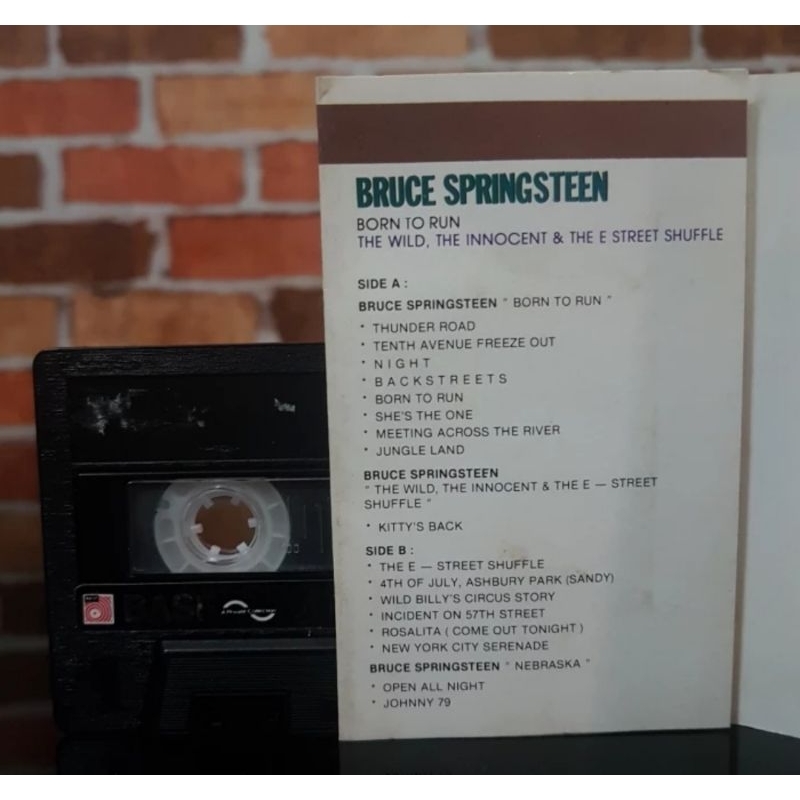 BRUCE SPRINGSTEEN
BORN TO RUN
THE WILD, THE INNOCENT & THE E STREET SHUFFLE
SIDE A :
BRUCE SPRINGSTEEN " BORN TO RUN "
• THUNDER ROAD
• TENTH AVENUE FREEZE OUT
• N I G H T
• B A C K S T R E E T S
• BORN TO RUN
• SHE'S THE ONE
• MEETING ACROSS THE RIVER
• JUNGLE LAND
BRUCE SPRINGSTEEN
" THE WILD, THE INNOCENT & THE E — STREET
SHUFFLE "
• KITTY'S BACK
SIDE B :
• THE E — STREET SHUFFLE
• 4TH OF JULY, ASHBURY PARK (SANDY)
• WILD BILLY'S CIRCUS STORY
• INCIDENT ON 57TH STREET
• ROSALITA ( COME OUT TONIGHT )
• NEW YORK CITY SERENADE
BRUCE SPRINGSTEEN " NEBRASKA "
• OPEN ALL NIGHT
• JOHNNY 79